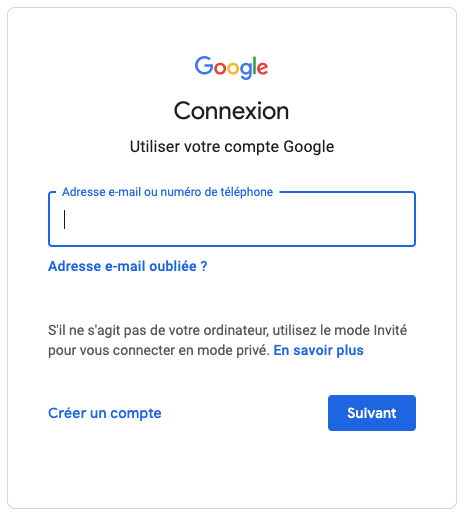 Google
Connexion
Utiliser votre compte Google
Adresse e-mail ou numéro de téléphone
Adresse e-mail oubliée ?
S'il ne s'agit pas de votre ordinateur, utilisez le mode Invité
pour vous connecter en mode privé. En savoir plus
Créer un compte Suivant